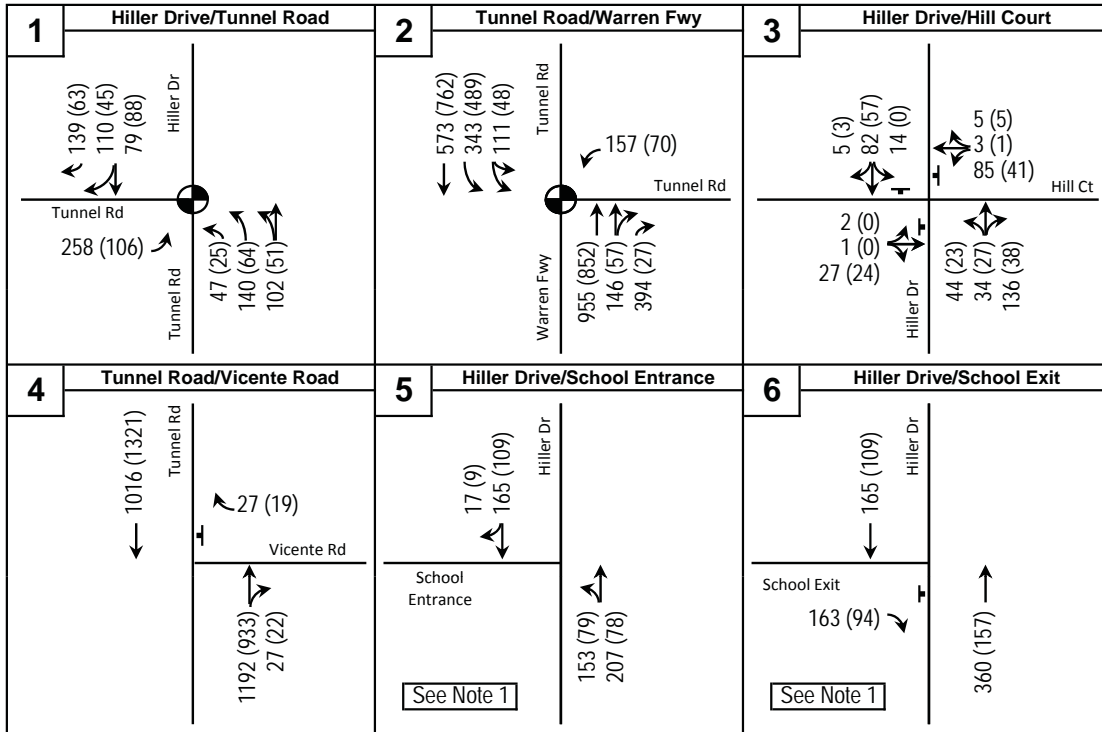 1
Hiller Drive/Tunnel Road
139 (63)
110 (45)
79 (88)
Hiller Dr
Tunnel Rd
258 (106)
Tunnel Rd
47 (25)
140 (64)
102 (51)
2
Tunnel Road/Warren Fwy
573 (762)
343 (489)
111 (48)
Tunnel Rd
157 (70)
Tunnel Rd
Warren Fwy
955 (852)
146 (57)
394 (27)
3
Hiller Drive/Hill Court
5 (3)
82 (57)
14 (0)
5 (5)
3 (1)
85 (41)
Hill Ct
2 (0)
1 (0)
27 (24)
Hiller Dr
44 (23)
34 (27)
136 (38)
4
Tunnel Road/Vicente Road
1016 (1321)
Tunnel Rd
27 (19)
Vicente Rd
1192 (933)
27 (22)
5
Hiller Drive/School Entrance
17 (9)
165 (109)
Hiller Dr
School
Entrance
153 (79)
207 (78)
See Note 1
6
Hiller Drive/School Exit
165 (109)
Hiller Dr
School Exit
163 (94)
360 (157)
See Note 1